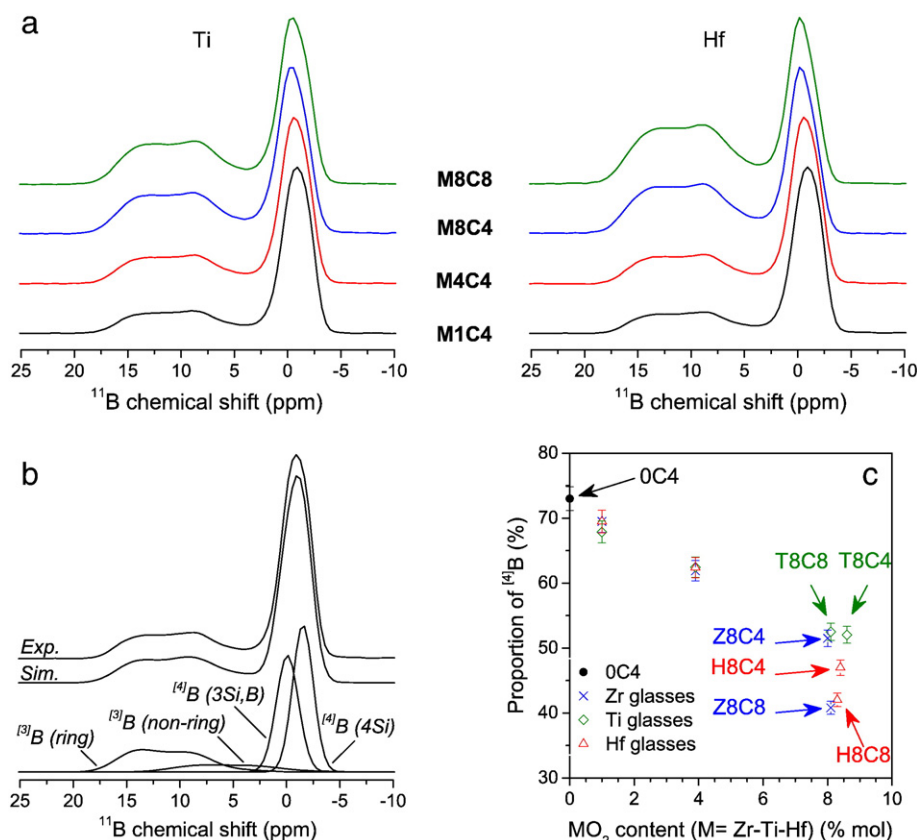 a
Ti
Hf
M8C8
M8C4
M4C4
M1C4
25 20 15 10 5 0 -5 -10
¹¹B chemical shift (ppm)
25 20 15 10 5 0 -5 -10
¹¹B chemical shift (ppm)
b
Exp.
Sim.
[3]B (ring)
[3]B (non-ring)
[4]B (3Si,B)
[4]B (4Si)
25 20 15 10 5 0 -5 -10
¹¹B chemical shift (ppm)
c
80
70
60
50
40
30
Proportion of [4]B (%)
0C4
T8C8
T8C4
Z8C4
H8C4
Z8C8
H8C8
0C4
Zr glasses
Ti glasses
Hf glasses
0 2 4 6 8 10
MO₂ content (M= Zr-Ti-Hf) (% mol)